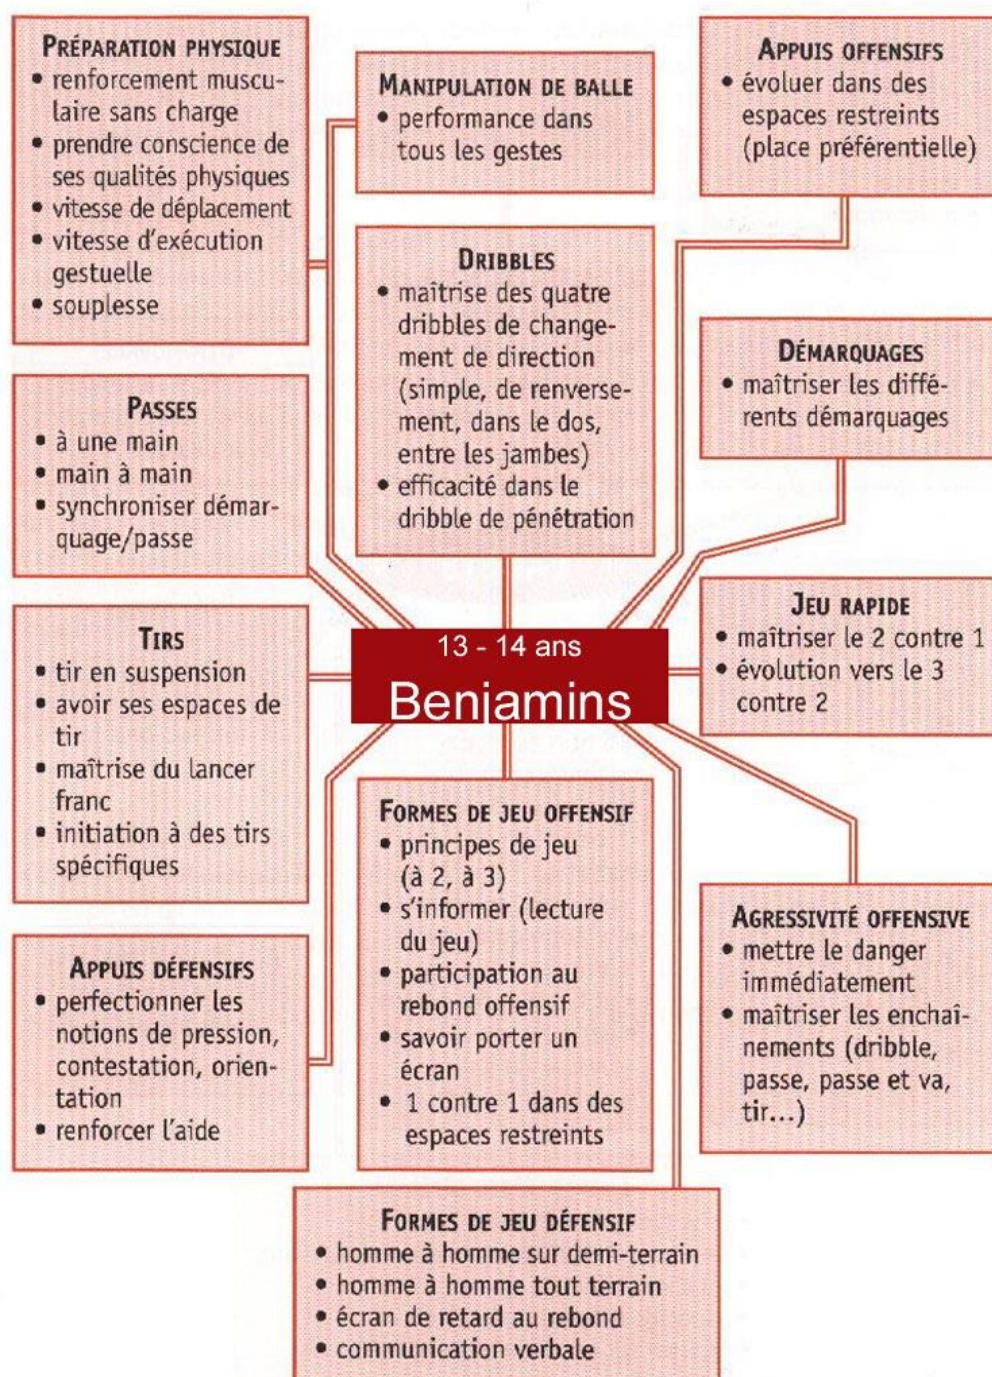 PRÉPARATION PHYSIQUE
• renforcement muscu-
laire sans charge
• prendre conscience de
ses qualités physiques
• vitesse de déplacement
• vitesse d'exécution
gestuelle
• souplesse
MANIPULATION DE BALLE
• performance dans
tous les gestes
APPUIS OFFENSIFS
• évoluer dans des
espaces restreints
(place préférentielle)
DRIBBLES
• maîtrise des quatre
dribbles de change-
ment de direction
(simple, de renverse-
ment, dans le dos,
entre les jambes)
• efficacité dans le
dribble de pénétration
DÉMARQUAGES
• maîtriser les diffé-
rents démarquages
PASSES
• à une main
• main à main
• synchroniser démar-
quage/passe
13 - 14 ans
Benjamins
JEU RAPIDE
• maîtriser le 2 contre 1
• évolution vers le 3
contre 2
TIRS
• tir en suspension
• avoir ses espaces de
tir
• maîtrise du lancer
franc
• initiation à des tirs
spécifiques
FORMES DE JEU OFFENSIF
• principes de jeu
(à 2, à 3)
• s'informer (lecture
du jeu)
• participation au
rebond offensif
• savoir porter un
écran
• 1 contre 1 dans des
espaces restreints
AGRESSIVITÉ OFFENSIVE
• mettre le danger
immédiatement
• maîtriser les enchaî-
nements (dribble,
passe, passe et va,
tir...)
APPUIS DÉFENSIFS
• perfectionner les
notions de pression,
contestation, orien-
tation
• renforcer l'aide
FORMES DE JEU DÉFENSIF
• homme à homme sur demi-terrain
• homme à homme tout terrain
• écran de retard au rebond
• communication verbale